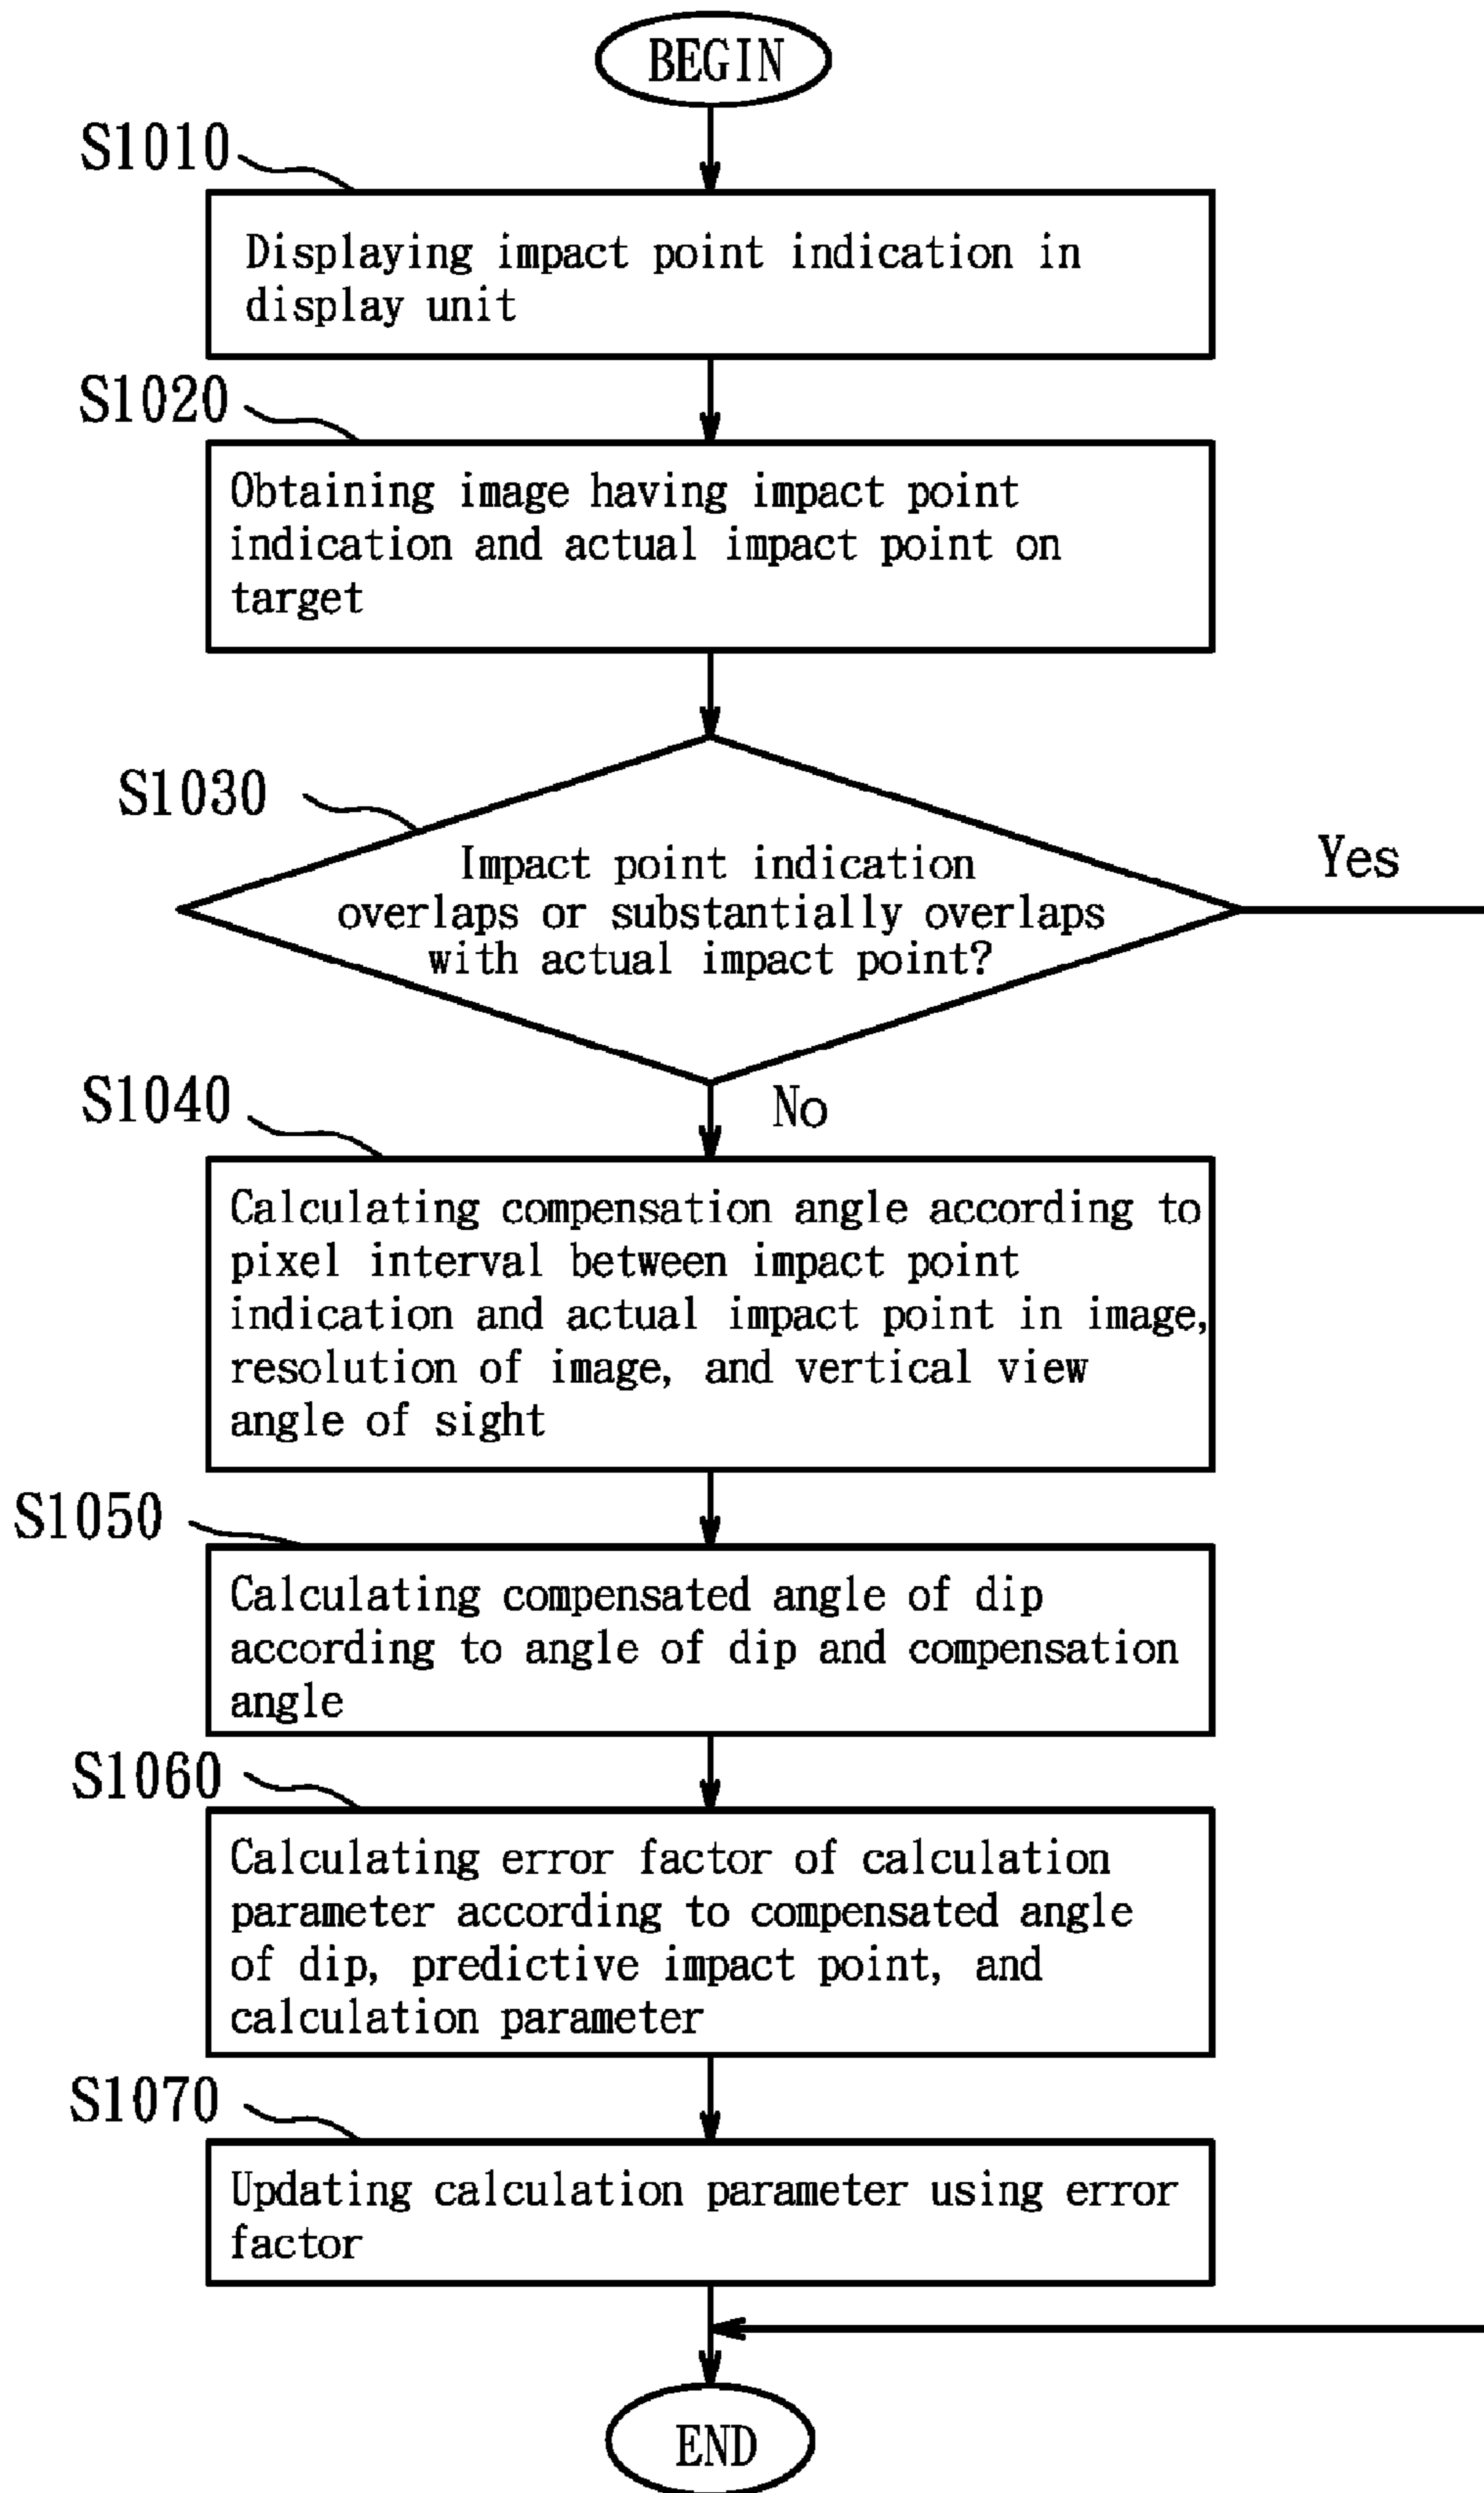 BEGIN
S1010
Displaying impact point indication in
display unit
S1020
Obtaining image having impact point
indication and actual impact point on
target
S1030
Impact point indication
overlaps or substantially overlaps
with actual impact point?
Yes
No
S1040
Calculating compensation angle according to
pixel interval between impact point
indication and actual impact point in image,
resolution of image, and vertical view
angle of sight
S1050
Calculating compensated angle of dip
according to angle of dip and compensation
angle
S1060
Calculating error factor of calculation
parameter according to compensated angle
of dip, predictive impact point, and
calculation parameter
S1070
Updating calculation parameter using error
factor
END